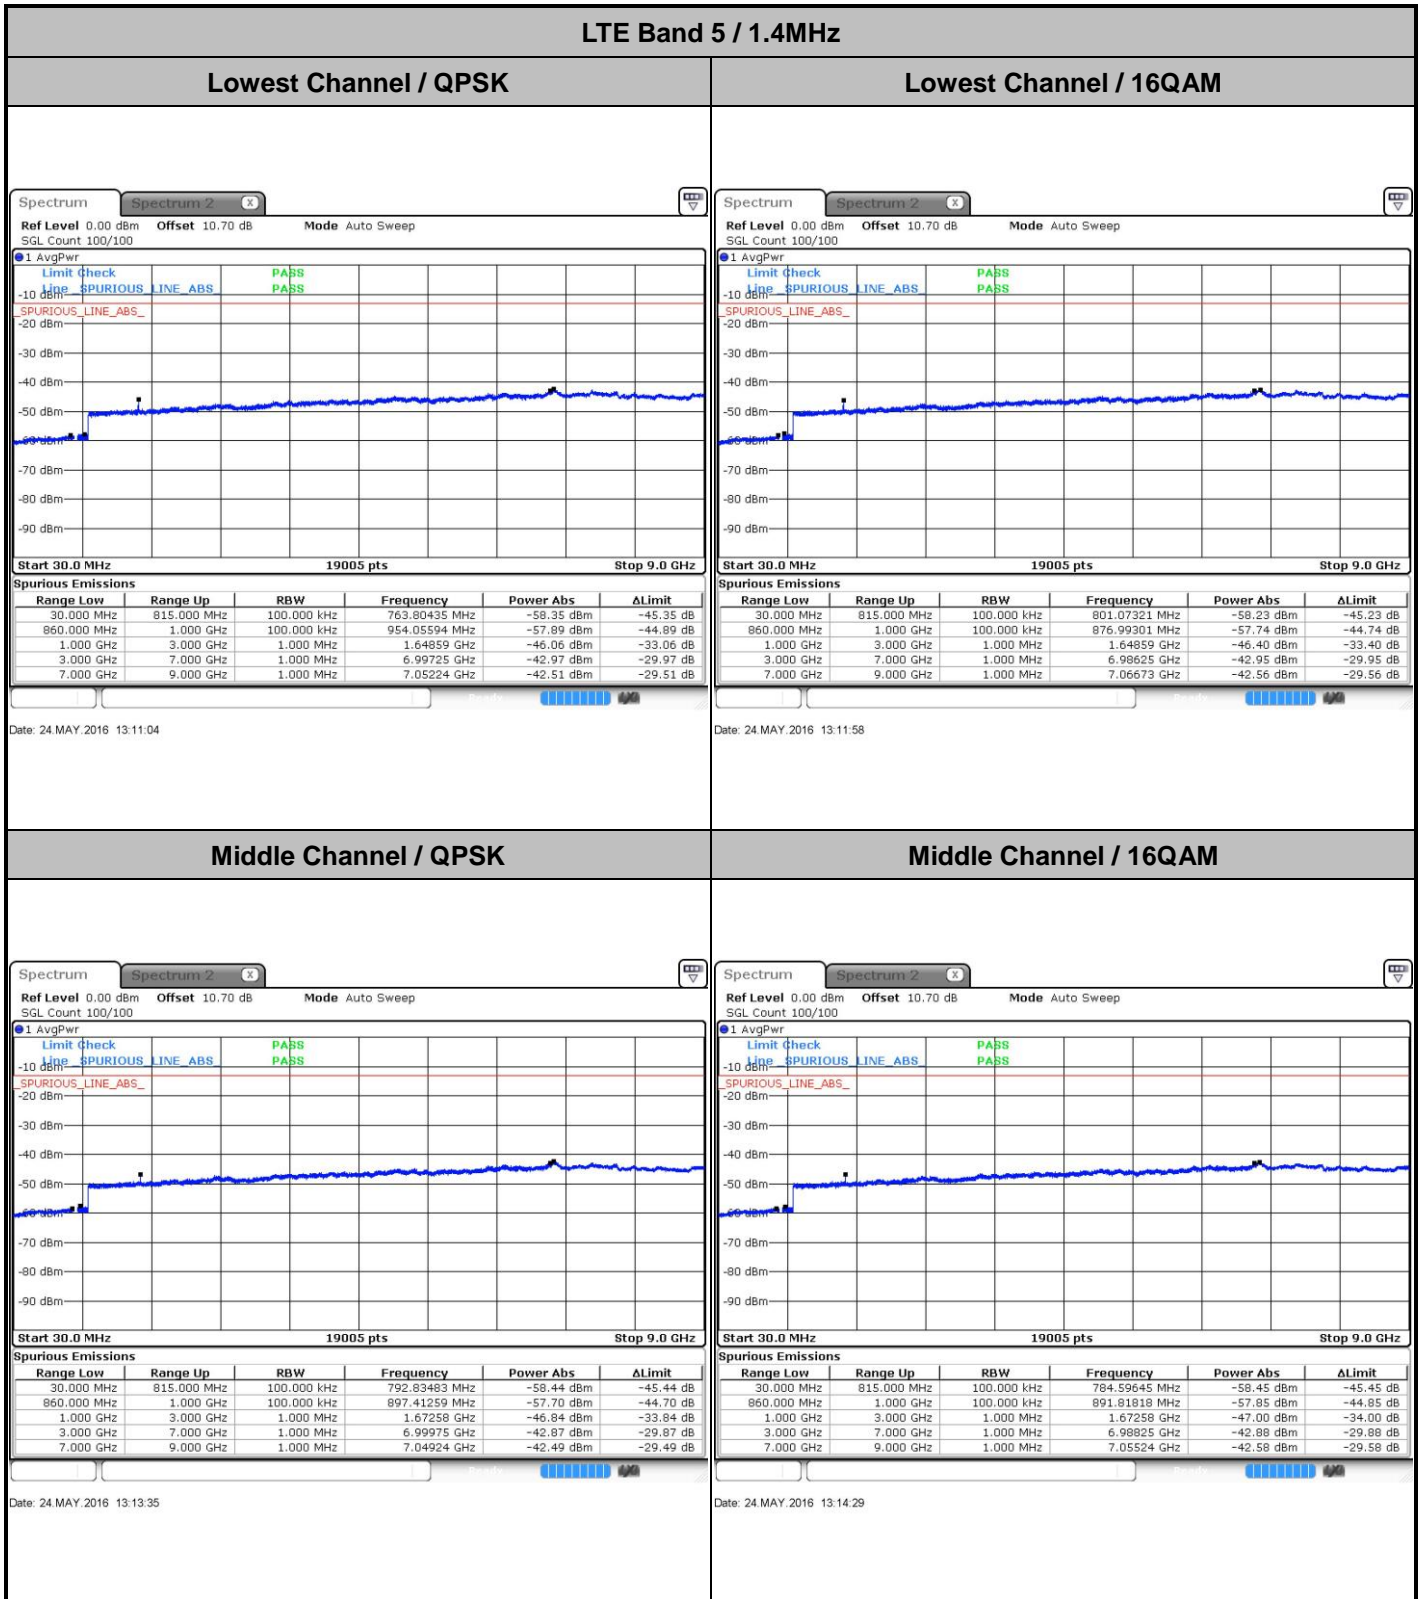 LTE Band 5 / 1.4MHz
Lowest Channel / QPSK
Lowest Channel / 16QAM
Spectrum Spectrum 2 X
Ref Level 0.00 dBm Offset 10.70 dB Mode Auto Sweep
SGL Count 100/100
1 AvgPwr
Limit Check PASS
Line _SPURIOUS_LINE_ABS_ PASS
-10 dBm
_SPURIOUS_LINE_ABS_
-20 dBm
-30 dBm
-40 dBm
-50 dBm
-60 dBm
-70 dBm
-80 dBm
-90 dBm
Start 30.0 MHz 19005 pts Stop 9.0 GHz
Spurious Emissions
Range Low Range Up RBW Frequency Power Abs ΔLimit
30.000 MHz 815.000 MHz 100.000 kHz 763.80435 MHz -58.35 dBm -45.35 dB
860.000 MHz 1.000 GHz 100.000 kHz 954.05594 MHz -57.89 dBm -44.89 dB
1.000 GHz 3.000 GHz 1.000 MHz 1.64859 GHz -46.06 dBm -33.06 dB
3.000 GHz 7.000 GHz 1.000 MHz 6.99725 GHz -42.97 dBm -29.97 dB
7.000 GHz 9.000 GHz 1.000 MHz 7.05224 GHz -42.51 dBm -29.51 dB
Date: 24.MAY.2016 13:11:04
Spectrum Spectrum 2 X
Ref Level 0.00 dBm Offset 10.70 dB Mode Auto Sweep
SGL Count 100/100
1 AvgPwr
Limit Check PASS
Line _SPURIOUS_LINE_ABS_ PASS
-10 dBm
_SPURIOUS_LINE_ABS_
-20 dBm
-30 dBm
-40 dBm
-50 dBm
-60 dBm
-70 dBm
-80 dBm
-90 dBm
Start 30.0 MHz 19005 pts Stop 9.0 GHz
Spurious Emissions
Range Low Range Up RBW Frequency Power Abs ΔLimit
30.000 MHz 815.000 MHz 100.000 kHz 801.07321 MHz -58.23 dBm -45.23 dB
860.000 MHz 1.000 GHz 100.000 kHz 876.99301 MHz -57.74 dBm -44.74 dB
1.000 GHz 3.000 GHz 1.000 MHz 1.64859 GHz -46.40 dBm -33.40 dB
3.000 GHz 7.000 GHz 1.000 MHz 6.98625 GHz -42.95 dBm -29.95 dB
7.000 GHz 9.000 GHz 1.000 MHz 7.06673 GHz -42.56 dBm -29.56 dB
Date: 24.MAY.2016 13:11:58
Middle Channel / QPSK
Middle Channel / 16QAM
Spectrum Spectrum 2 X
Ref Level 0.00 dBm Offset 10.70 dB Mode Auto Sweep
SGL Count 100/100
1 AvgPwr
Limit Check PASS
Line _SPURIOUS_LINE_ABS_ PASS
-10 dBm
_SPURIOUS_LINE_ABS_
-20 dBm
-30 dBm
-40 dBm
-50 dBm
-60 dBm
-70 dBm
-80 dBm
-90 dBm
Start 30.0 MHz 19005 pts Stop 9.0 GHz
Spurious Emissions
Range Low Range Up RBW Frequency Power Abs ΔLimit
30.000 MHz 815.000 MHz 100.000 kHz 792.83483 MHz -58.44 dBm -45.44 dB
860.000 MHz 1.000 GHz 100.000 kHz 897.41259 MHz -57.70 dBm -44.70 dB
1.000 GHz 3.000 GHz 1.000 MHz 1.67258 GHz -46.84 dBm -33.84 dB
3.000 GHz 7.000 GHz 1.000 MHz 6.99975 GHz -42.87 dBm -29.87 dB
7.000 GHz 9.000 GHz 1.000 MHz 7.04924 GHz -42.49 dBm -29.49 dB
Date: 24.MAY.2016 13:13:35
Spectrum Spectrum 2 X
Ref Level 0.00 dBm Offset 10.70 dB Mode Auto Sweep
SGL Count 100/100
1 AvgPwr
Limit Check PASS
Line _SPURIOUS_LINE_ABS_ PASS
-10 dBm
_SPURIOUS_LINE_ABS_
-20 dBm
-30 dBm
-40 dBm
-50 dBm
-60 dBm
-70 dBm
-80 dBm
-90 dBm
Start 30.0 MHz 19005 pts Stop 9.0 GHz
Spurious Emissions
Range Low Range Up RBW Frequency Power Abs ΔLimit
30.000 MHz 815.000 MHz 100.000 kHz 784.59645 MHz -58.45 dBm -45.45 dB
860.000 MHz 1.000 GHz 100.000 kHz 891.81818 MHz -57.85 dBm -44.85 dB
1.000 GHz 3.000 GHz 1.000 MHz 1.67258 GHz -47.00 dBm -34.00 dB
3.000 GHz 7.000 GHz 1.000 MHz 6.98825 GHz -42.88 dBm -29.88 dB
7.000 GHz 9.000 GHz 1.000 MHz 7.05524 GHz -42.58 dBm -29.58 dB
Date: 24.MAY.2016 13:14:29